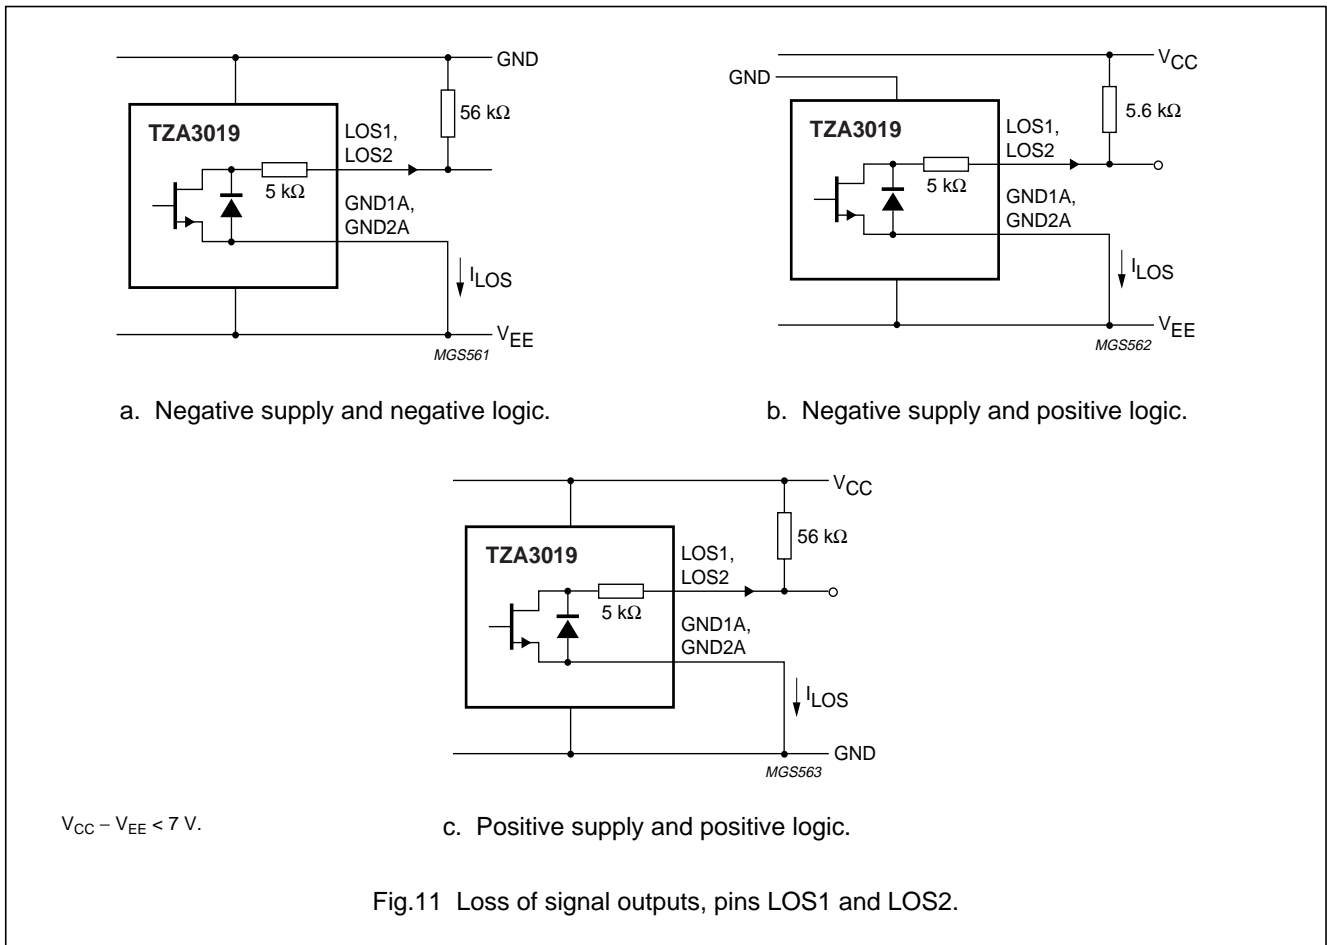 GND
56 kΩ
TZA3019
LOS1,
LOS2
5 kΩ
GND1A,
GND2A
I_LOS
V_EE
MGS561
a. Negative supply and negative logic.
V_CC
GND
5.6 kΩ
TZA3019
LOS1,
LOS2
5 kΩ
GND1A,
GND2A
I_LOS
V_EE
MGS562
b. Negative supply and positive logic.
V_CC
56 kΩ
TZA3019
LOS1,
LOS2
5 kΩ
GND1A,
GND2A
I_LOS
GND
MGS563
V_CC − V_EE < 7 V.
c. Positive supply and positive logic.
Fig.11 Loss of signal outputs, pins LOS1 and LOS2.